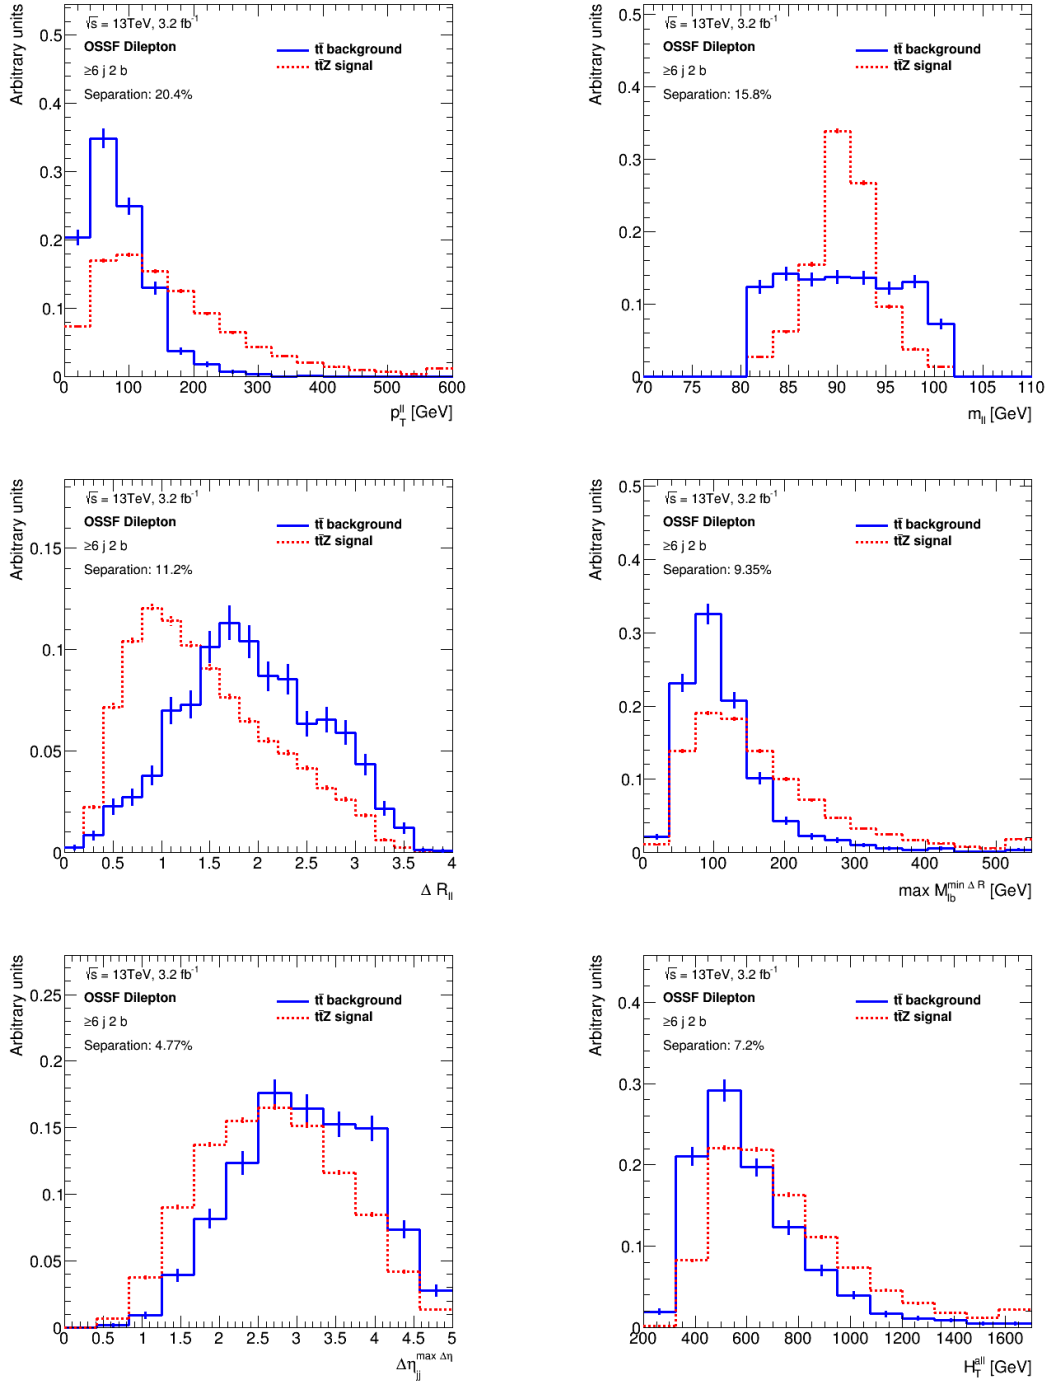 Arbitrary units
√s = 13TeV, 3.2 fb⁻¹
OSSF Dilepton
≥6 j 2 b
Separation: 20.4%
tt̄ background
tt̄Z signal
0.5
0.4
0.3
0.2
0.1
0
0 100 200 300 400 500 600
p_T^ll [GeV]
Arbitrary units
√s = 13TeV, 3.2 fb⁻¹
OSSF Dilepton
≥6 j 2 b
Separation: 15.8%
tt̄ background
tt̄Z signal
0.5
0.4
0.3
0.2
0.1
0
70 75 80 85 90 95 100 105 110
m_ll [GeV]
Arbitrary units
√s = 13TeV, 3.2 fb⁻¹
OSSF Dilepton
≥6 j 2 b
Separation: 11.2%
tt̄ background
tt̄Z signal
0.15
0.1
0.05
0
0 0.5 1 1.5 2 2.5 3 3.5 4
Δ R_ll
Arbitrary units
√s = 13TeV, 3.2 fb⁻¹
OSSF Dilepton
≥6 j 2 b
Separation: 9.35%
tt̄ background
tt̄Z signal
0.5
0.4
0.3
0.2
0.1
0
0 100 200 300 400 500
max M_lb^min Δ R [GeV]
Arbitrary units
√s = 13TeV, 3.2 fb⁻¹
OSSF Dilepton
≥6 j 2 b
Separation: 4.77%
tt̄ background
tt̄Z signal
0.25
0.2
0.15
0.1
0.05
0
0 0.5 1 1.5 2 2.5 3 3.5 4 4.5 5
Δη_jj^max Δη
Arbitrary units
√s = 13TeV, 3.2 fb⁻¹
OSSF Dilepton
≥6 j 2 b
Separation: 7.2%
tt̄ background
tt̄Z signal
0.4
0.3
0.2
0.1
0
200 400 600 800 1000 1200 1400 1600
H_T^all [GeV]